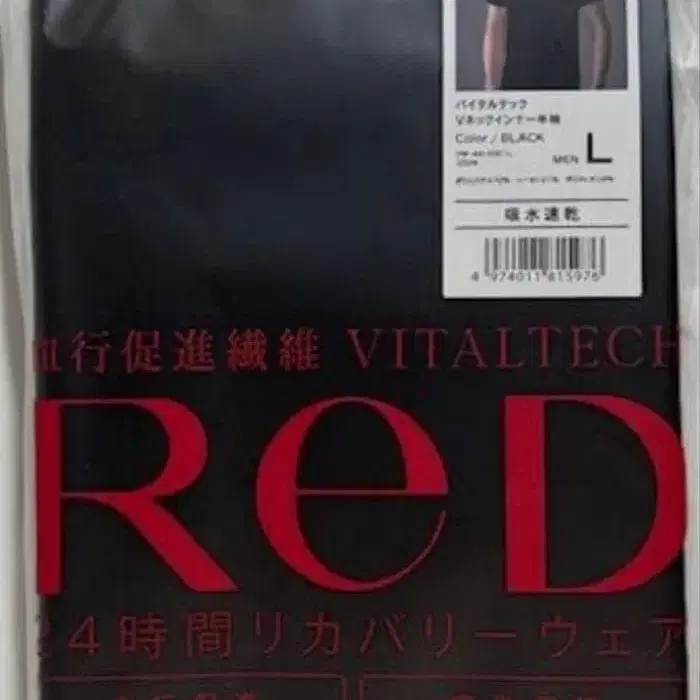 バイタルテック
Vネックインナー半袖
Color / BLACK
MEN L
吸水速乾
4 974011 815976
血行促進繊維 VITALTECH
ReD
24時間リカバリーウェア